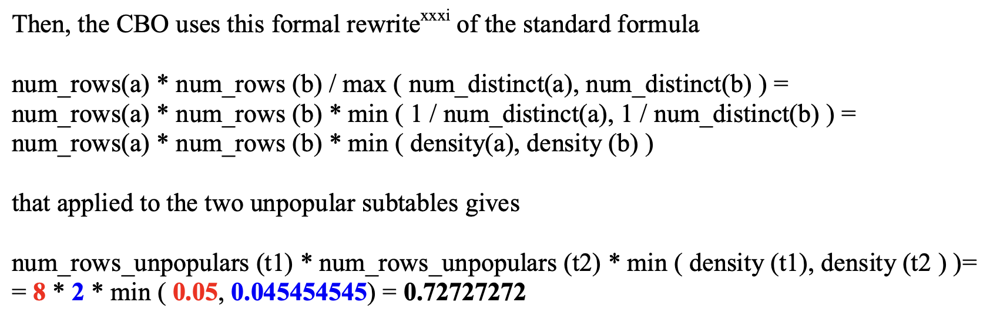 Then, the CBO uses this formal rewritexxxi of the standard formula
num_rows(a) * num_rows (b) / max ( num_distinct(a), num_distinct(b) ) =
num_rows(a) * num_rows (b) * min ( 1 / num_distinct(a), 1 / num_distinct(b) ) =
num_rows(a) * num_rows (b) * min ( density(a), density (b) )
that applied to the two unpopular subtables gives
num_rows_unpopulars (t1) * num_rows_unpopulars (t2) * min ( density (t1), density (t2 ) )=
= 8 * 2 * min ( 0.05, 0.045454545) = 0.72727272